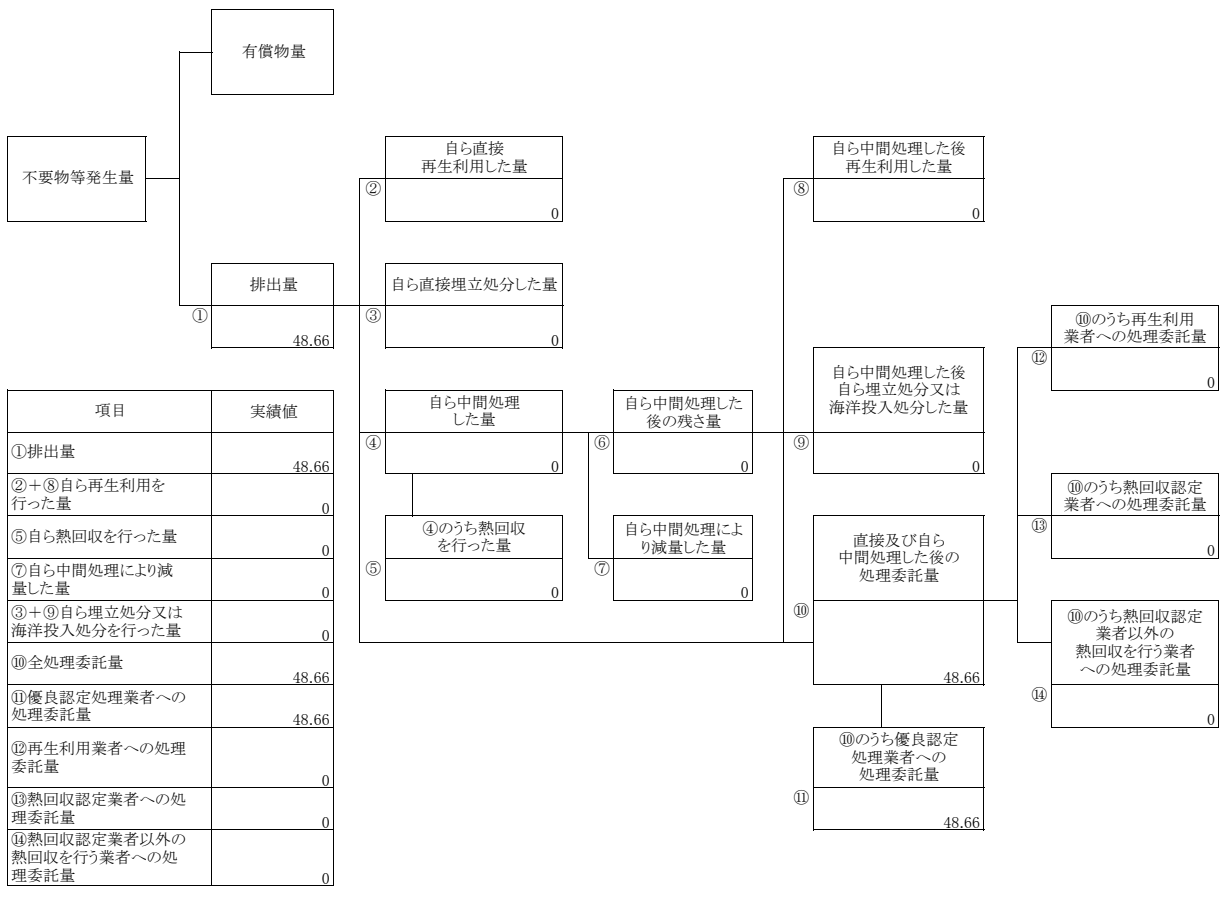 有償物量
不要物等発生量
自ら直接
再生利用した量
②
0
自ら中間処理した後
再生利用した量
⑧
0
排出量
①
48.66
自ら直接埋立処分した量
③
0
⑩のうち再生利用
業者への処理委託量
⑫
0
自ら中間処理
した量
④
0
自ら中間処理した
後の残さ量
⑥
0
自ら中間処理した後
自ら埋立処分又は
海洋投入処分した量
⑨
0
⑩のうち熱回収認定
業者への処理委託量
⑬
0
④のうち熱回収
を行った量
⑤
0
自ら中間処理によ
り減量した量
⑦
0
直接及び自ら
中間処理した後の
処理委託量
⑩
48.66
⑩のうち熱回収認定
業者以外の
熱回収を行う業者
への処理委託量
⑭
0
⑩のうち優良認定
処理業者への
処理委託量
⑪
48.66
項目 実績値
①排出量
48.66
②＋⑧自ら再生利用を
行った量
0
⑤自ら熱回収を行った量
0
⑦自ら中間処理により減
量した量
0
③＋⑨自ら埋立処分又は
海洋投入処分を行った量
0
⑩全処理委託量
48.66
⑪優良認定処理業者への
処理委託量
48.66
⑫再生利用業者への処理
委託量
0
⑬熱回収認定業者への処
理委託量
0
⑭熱回収認定業者以外の
熱回収を行う業者への処
理委託量
0